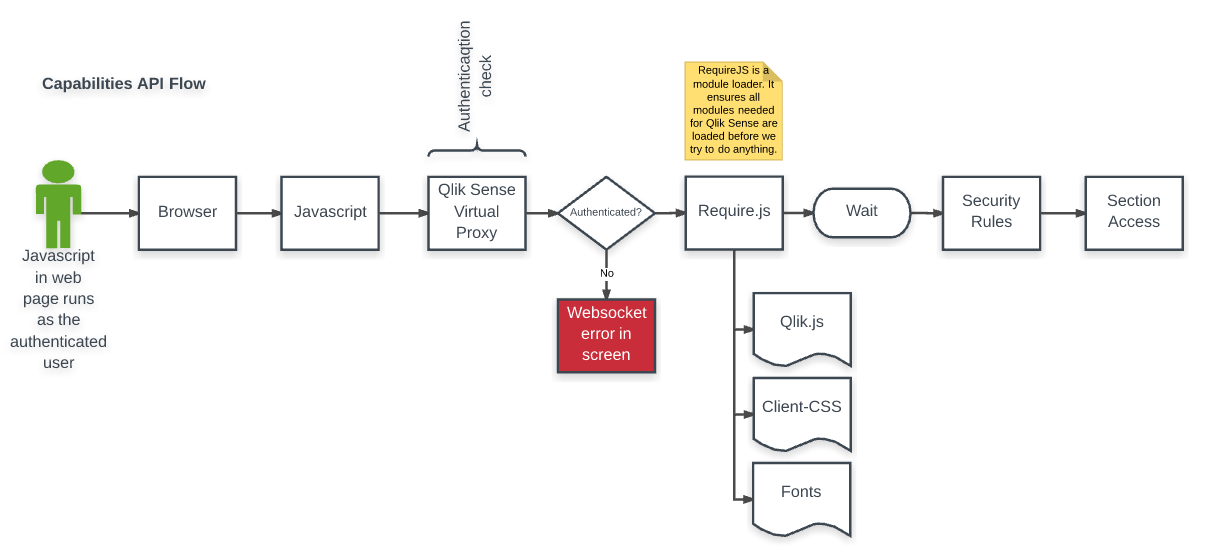 Capabilities API Flow
Authenticaqtion
check
RequireJS is a
module loader. It
ensures all
modules needed
for Qlik Sense are
loaded before we
try to do anything.
Javascript
in web
page runs
as the
authenticated
user
Browser
Javascript
Qlik Sense
Virtual
Proxy
Authenticated?
No
Websocket
error in
screen
Require.js
Wait
Security
Rules
Section
Access
Qlik.js
Client-CSS
Fonts